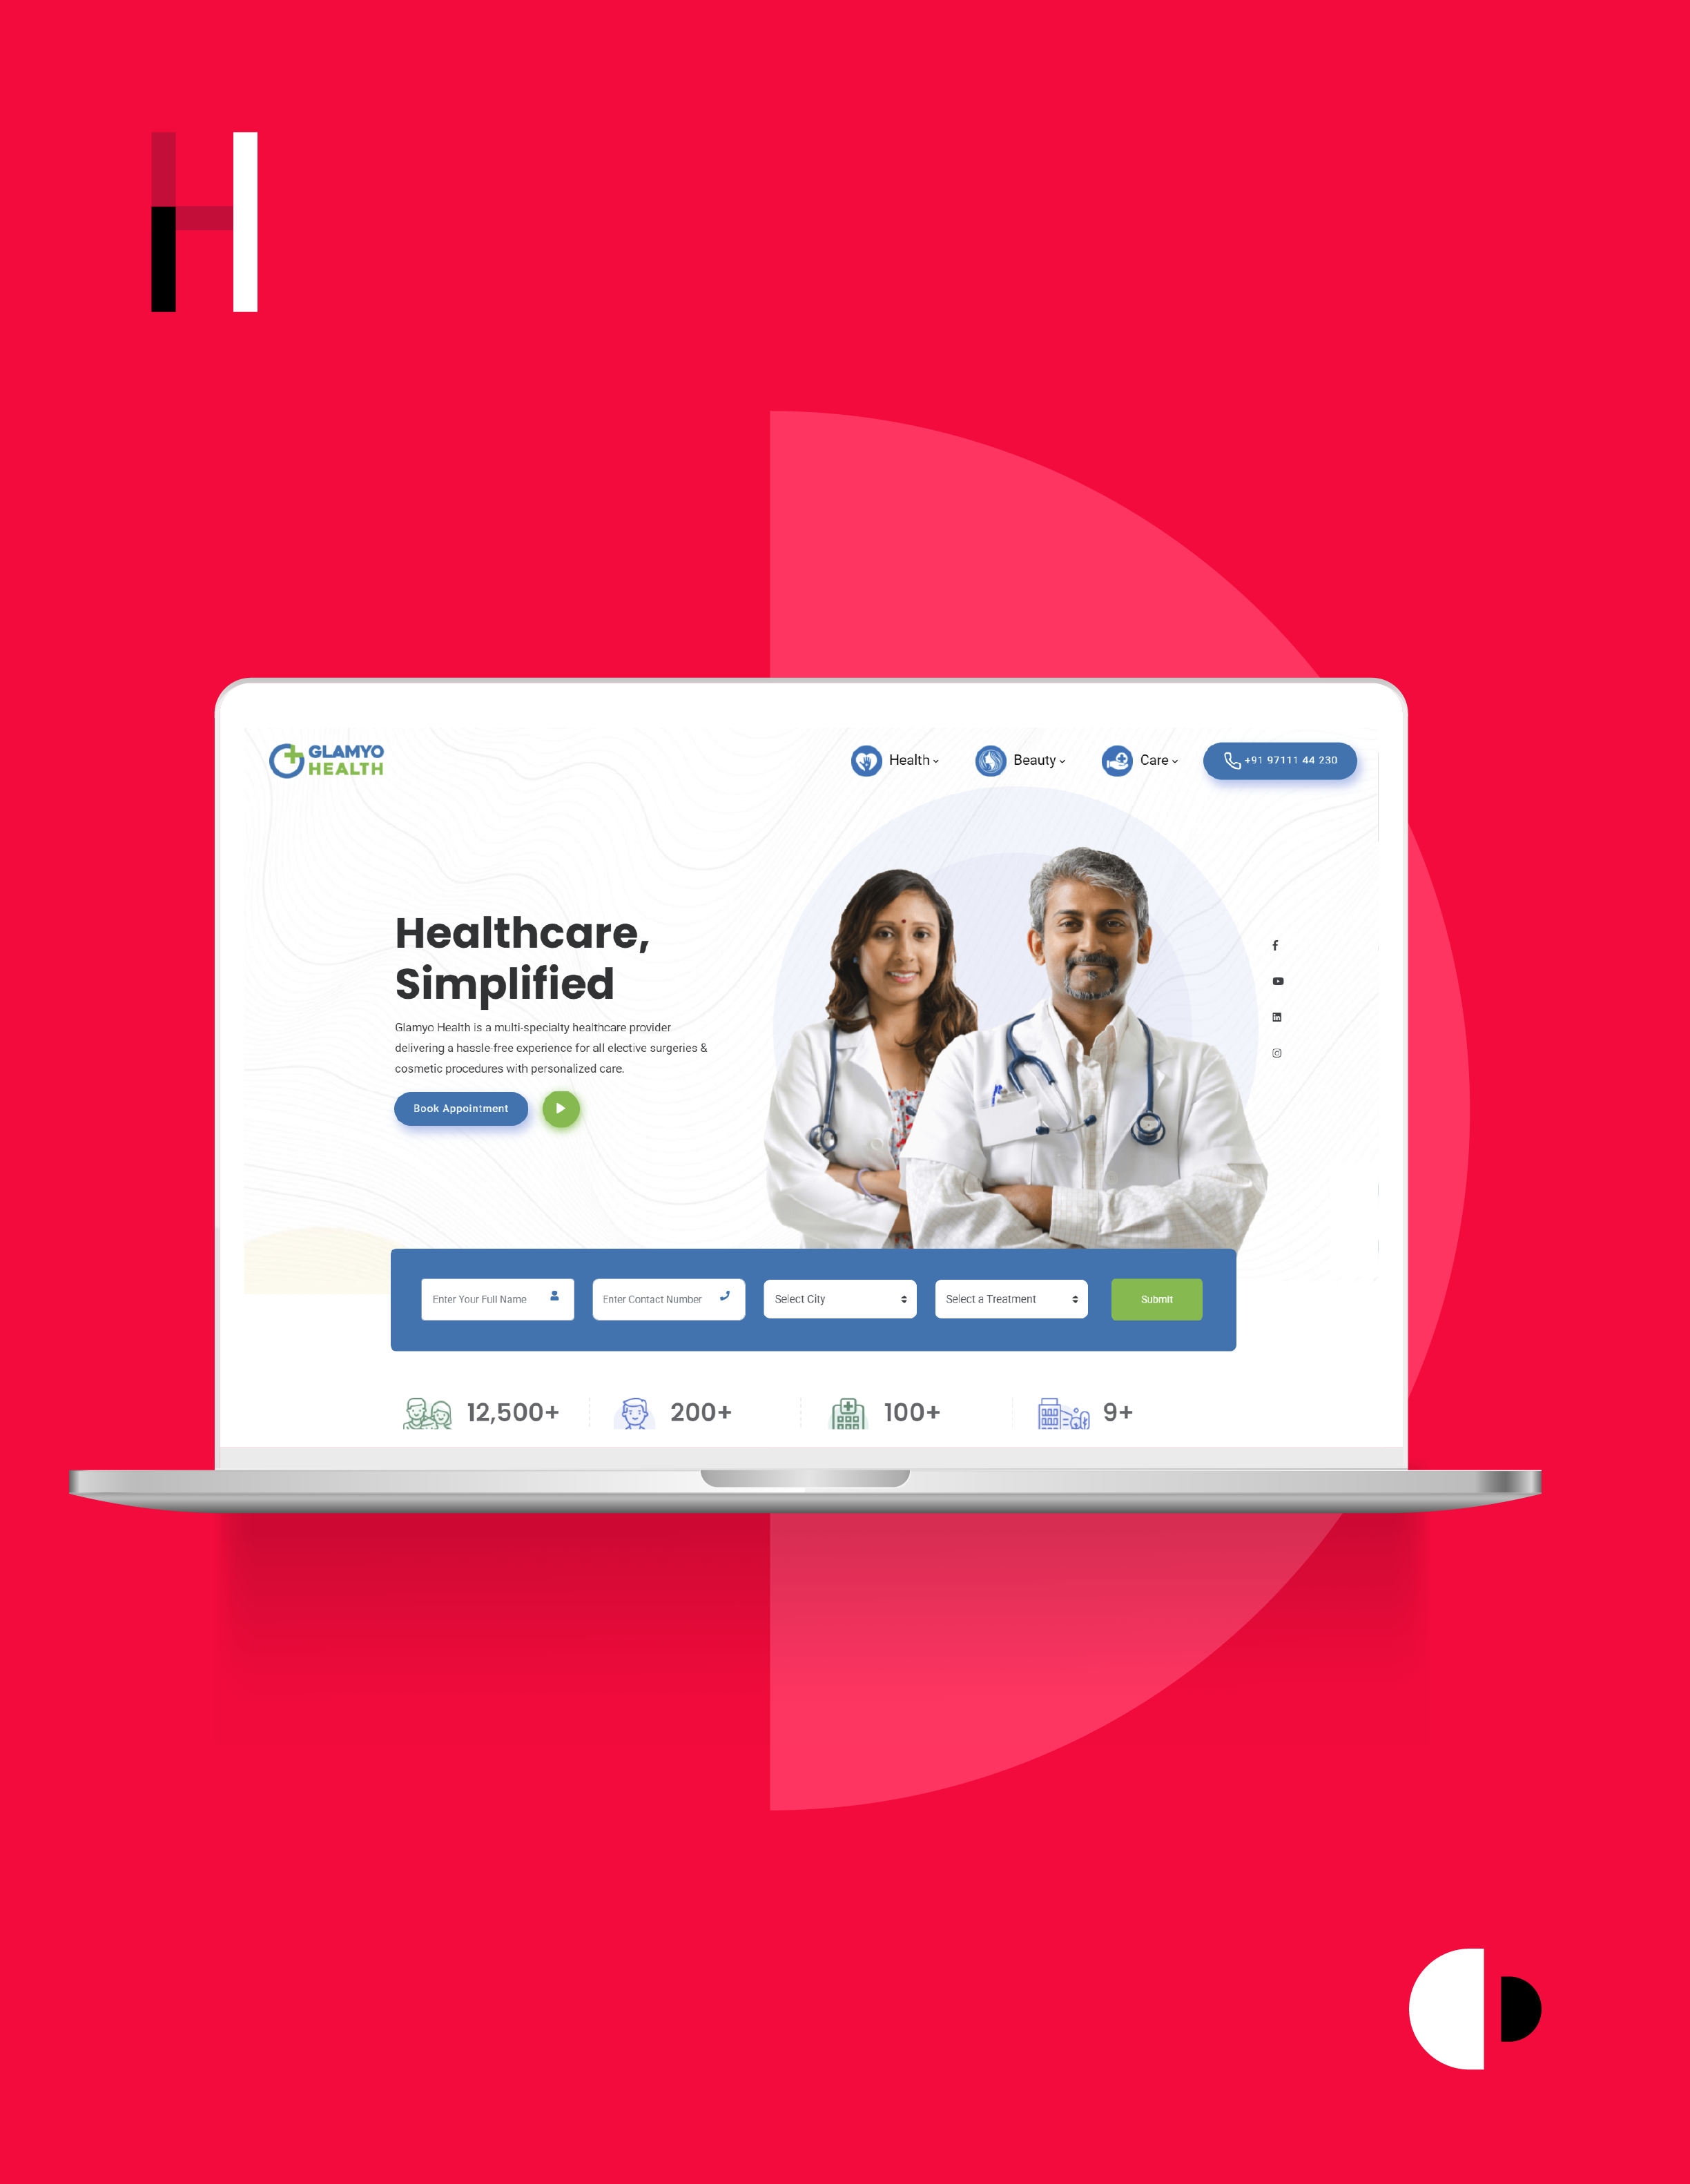 H
GLAMYO
HEALTH
Health
Beauty
Care
+91 97111 44 230
Healthcare,
Simplified
Glamyo Health is a multi-specialty healthcare provider
delivering a hassle-free experience for all elective surgeries &
cosmetic procedures with personalized care.
Book Appointment
Enter Your Full Name
Enter Contact Number
Select City
Select a Treatment
Submit
12,500+
200+
100+
9+